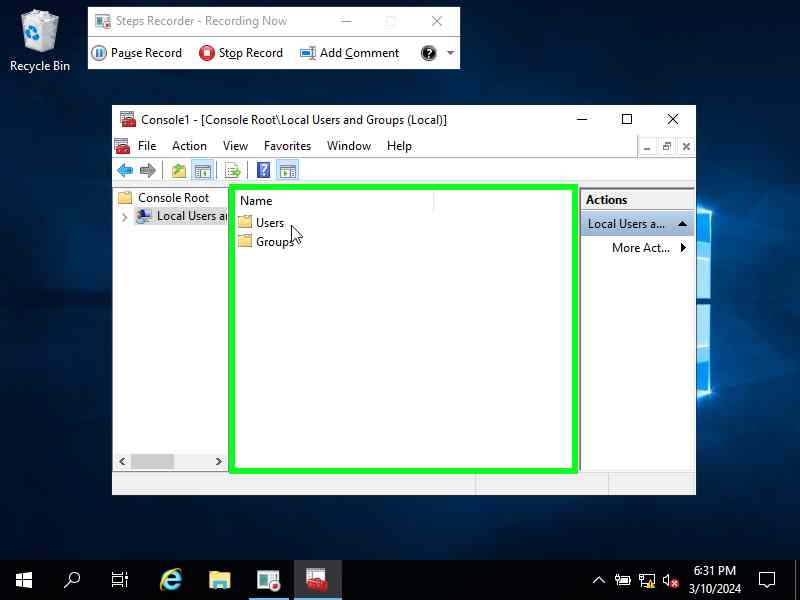 Steps Recorder - Recording Now
Recycle Bin
Pause Record
Stop Record
Add Comment
?
Console1 - [Console Root\Local Users and Groups (Local)]
File
Action
View
Favorites
Window
Help
Console Root
Local Users an
Name
Users
Groups
Actions
Local Users a...
More Act...
6:31 PM
3/10/2024